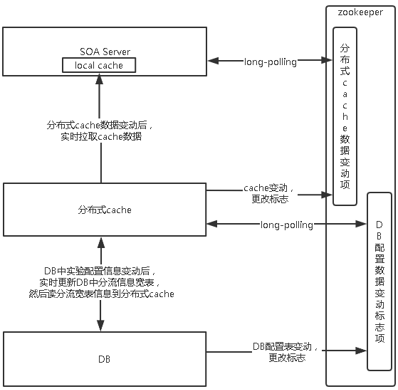 zookeeper
SOA Server
local cache
long-polling
分布式cache数据变动项
分布式cache数据变动后，
实时拉取cache数据
分布式cache
cache变动，
更改标志
long-polling
DB配置数据变动标志项
DB中实验配置信息变动后，
实时更新DB中分流信息宽表，
然后读分流宽表信息到分布式cache
DB
DB配置表变动，
更改标志